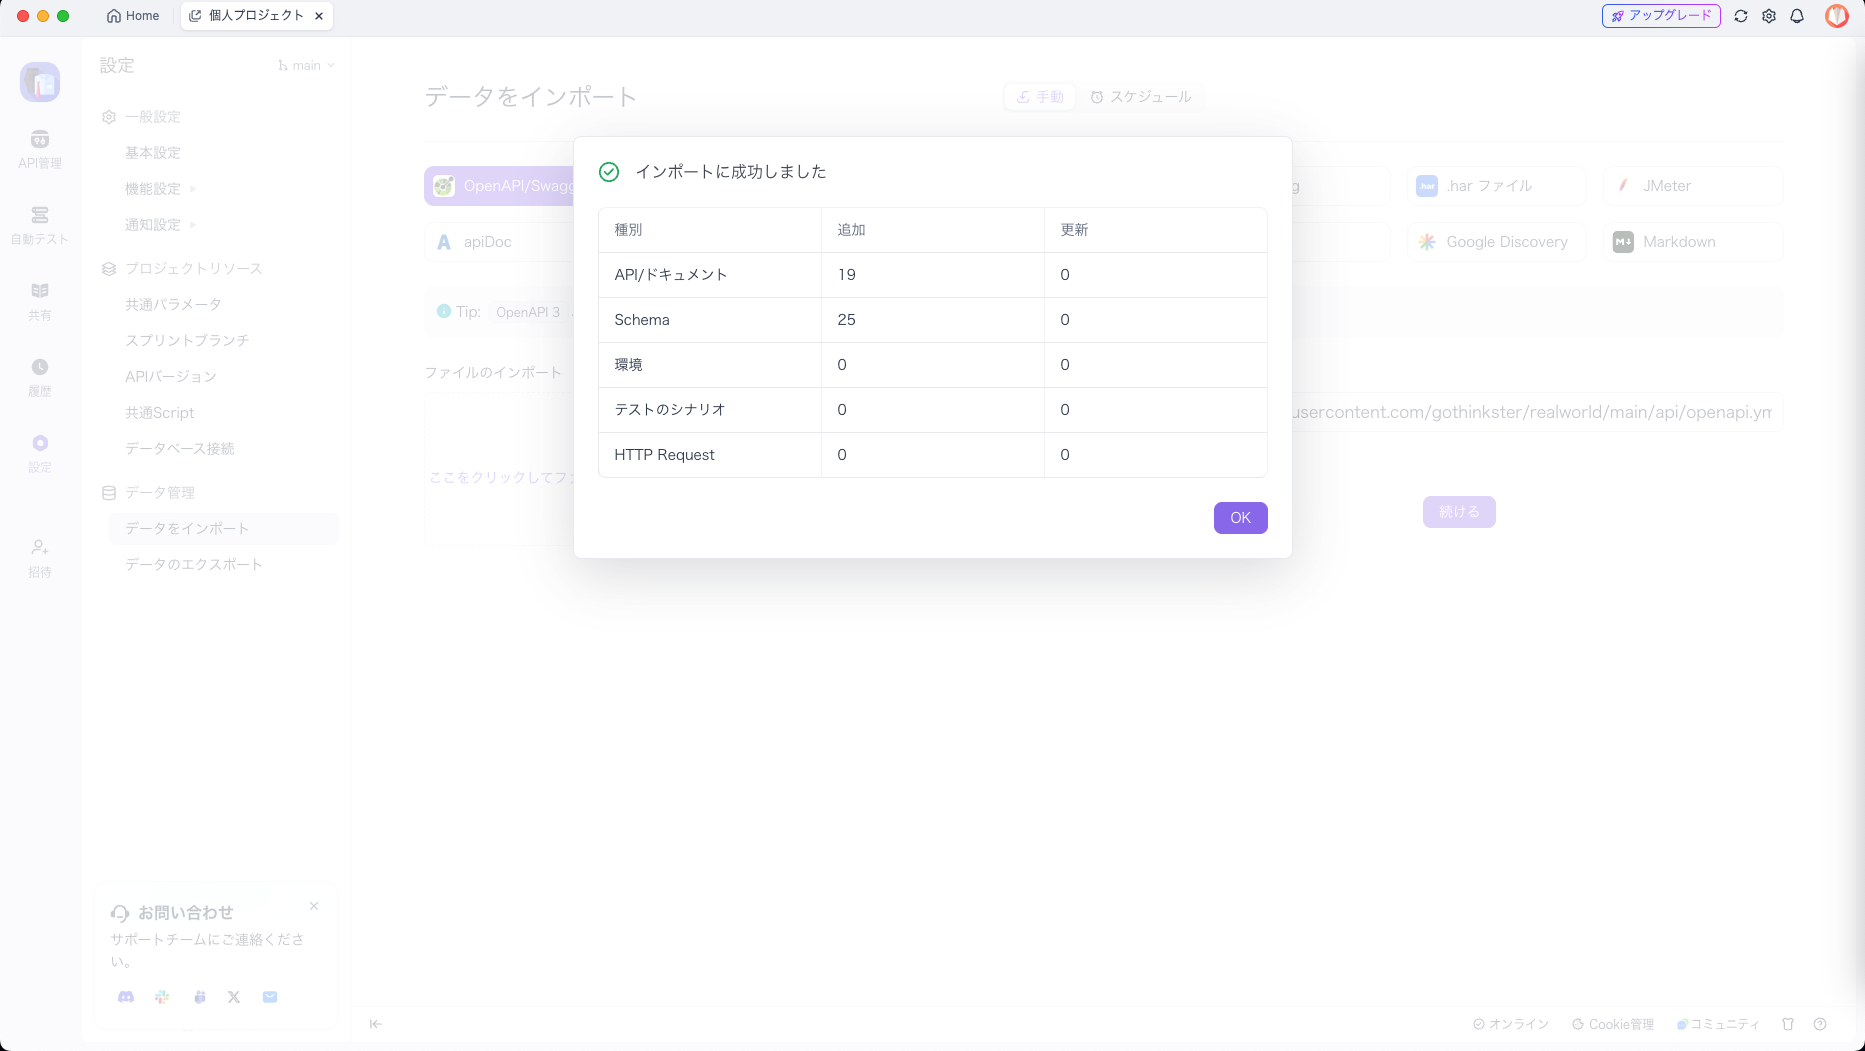 Home
個人プロジェクト
アップグレード
設定
main
一般設定
基本設定
機能設定
通知設定
プロジェクトリソース
共通パラメータ
スプリントブランチ
APIバージョン
共通Script
データベース接続
データ管理
データをインポート
データのエクスポート
API管理
自動テスト
共有
履歴
設定
招待
データをインポート
手動
スケジュール
OpenAPI/Swagg
g
.har
.har ファイル
JMeter
apiDoc
Google Discovery
Markdown
Tip:
OpenAPI 3
ファイルのインポート
ここをクリックしてフ
usercontent.com/gothinkster/realworld/main/api/openapi.ym
続ける
インポートに成功しました
種別 追加 更新
API/ドキュメント 19 0
Schema 25 0
環境 0 0
テストのシナリオ 0 0
HTTP Request 0 0
OK
お問い合わせ
サポートチームにご連絡くださ
い。
オンライン
Cookie管理
コミュニティ